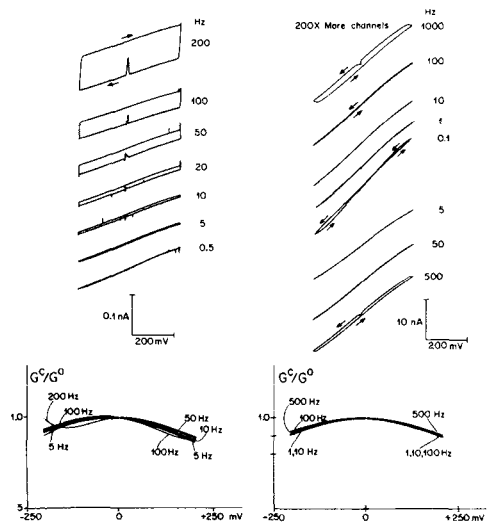 Hz
200
100
50
20
10
5
0.5
0.1 nA
200 mV
200X More channels
Hz
1000
100
10
1
0.1
5
50
500
10 nA
200 mV
G^C/G^O
200 Hz
100 Hz
5 Hz
1.0
50 Hz
10 Hz
100 Hz
5 Hz
5
-250
0
+250 mV
G^C/G^O
500 Hz
100 Hz
1,10 Hz
1.0
500 Hz
1,10,100 Hz
-250
0
+250 mV